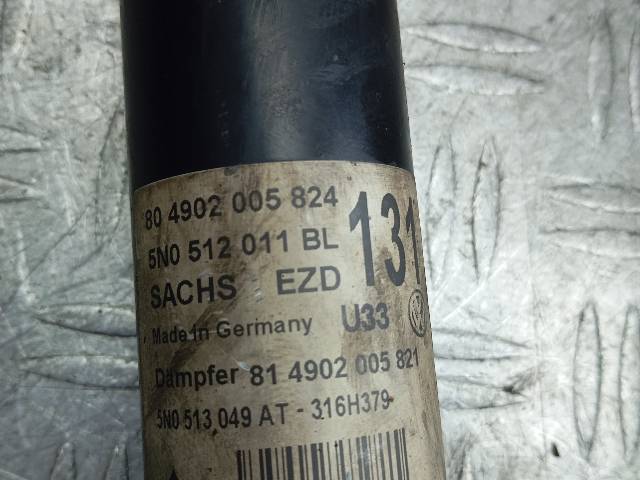 80 4902 005 824
5N0 512 011 BL
131
SACHS EZD
Made in Germany U33
Dämpfer 81 4902 005 821
5N0 513 049 AT - 316H379